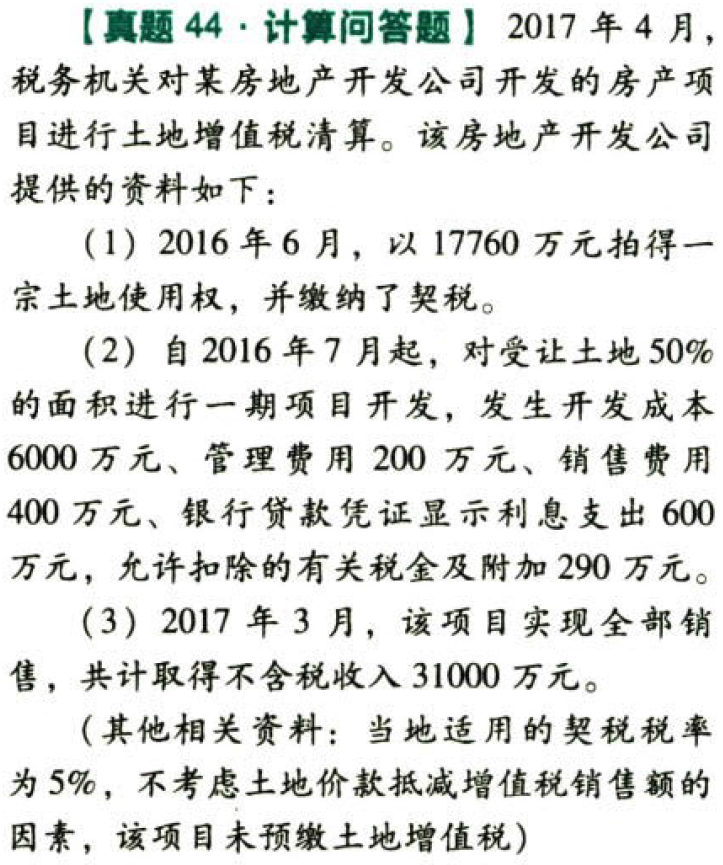 【真题 44 · 计算问答题】 2017 年 4 月，
税务机关对某房地产开发公司开发的房产项
目进行土地增值税清算。该房地产开发公司
提供的资料如下：
（1）2016 年 6 月，以 17760 万元拍得一
宗土地使用权，并缴纳了契税。
（2）自 2016 年 7 月起，对受让土地 50%
的面积进行一期项目开发，发生开发成本
6000 万元、管理费用 200 万元、销售费用
400 万元、银行贷款凭证显示利息支出 600
万元，允许扣除的有关税金及附加 290 万元。
（3）2017 年 3 月，该项目实现全部销
售，共计取得不含税收入 31000 万元。
（其他相关资料：当地适用的契税税率
为 5%，不考虑土地价款抵减增值税销售额的
因素，该项目未预缴土地增值税）